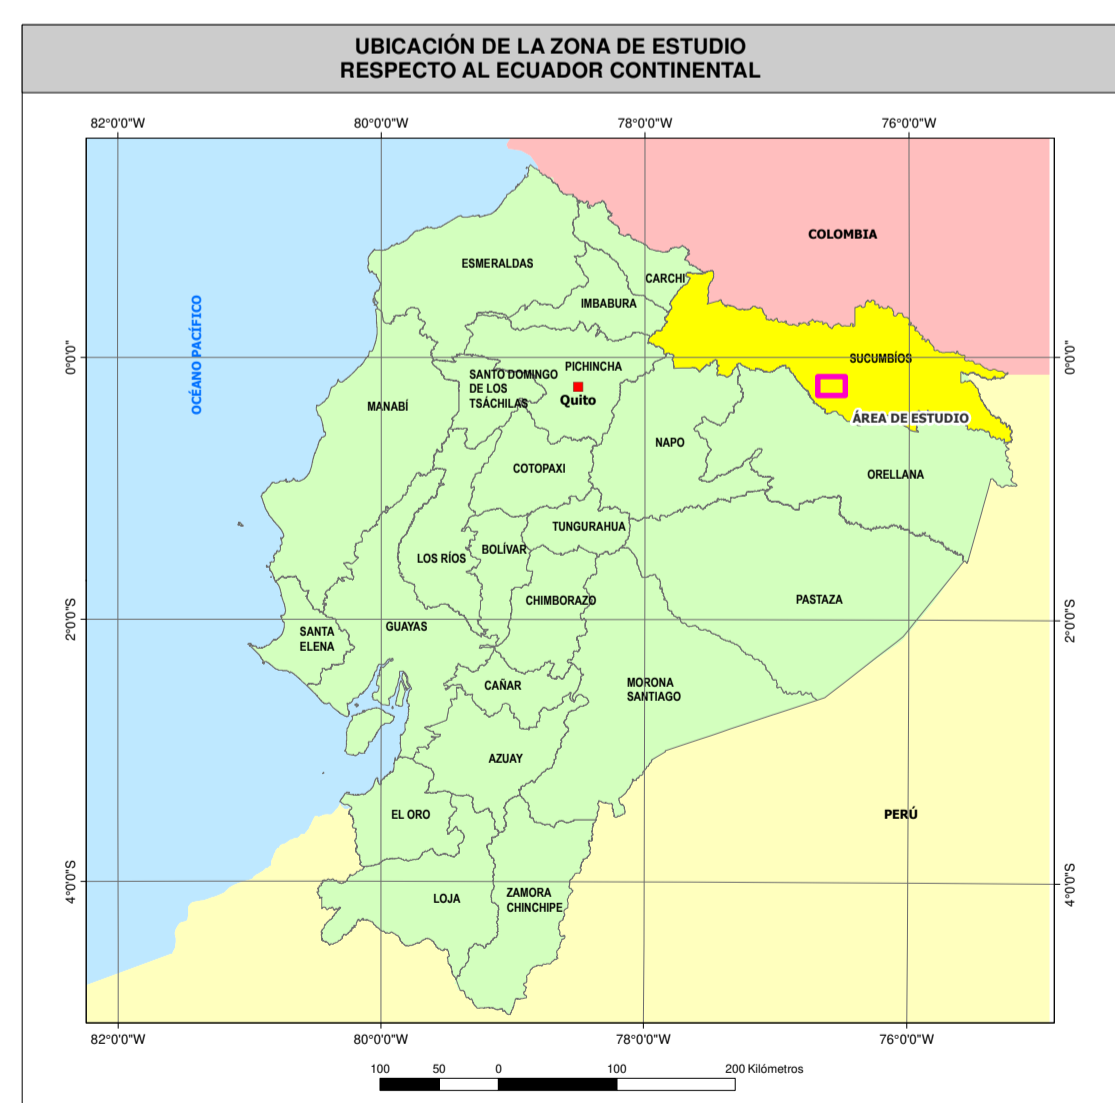 UBICACIÓN DE LA ZONA DE ESTUDIO
RESPECTO AL ECUADOR CONTINENTAL
82°0'0"W
80°0'0"W
78°0'0"W
76°0'0"W
COLOMBIA
ESMERALDAS
CARCHI
IMBABURA
OCÉANO PACÍFICO
0°0'0"
SUCUMBÍOS
0°0'0"
PICHINCHA
SANTO DOMINGO
DE LOS
TSÁCHILAS
Quito
MANABÍ
ÁREA DE ESTUDIO
NAPO
COTOPAXI
ORELLANA
TUNGURAHUA
BOLÍVAR
LOS RÍOS
CHIMBORAZO
PASTAZA
2°0'0"S
2°0'0"S
GUAYAS
SANTA
ELENA
CAÑAR
MORONA
SANTIAGO
AZUAY
EL ORO
PERÚ
4°0'0"S
4°0'0"S
LOJA
ZAMORA
CHINCHIPE
82°0'0"W
80°0'0"W
78°0'0"W
76°0'0"W
100
50
0
100
200 Kilómetros